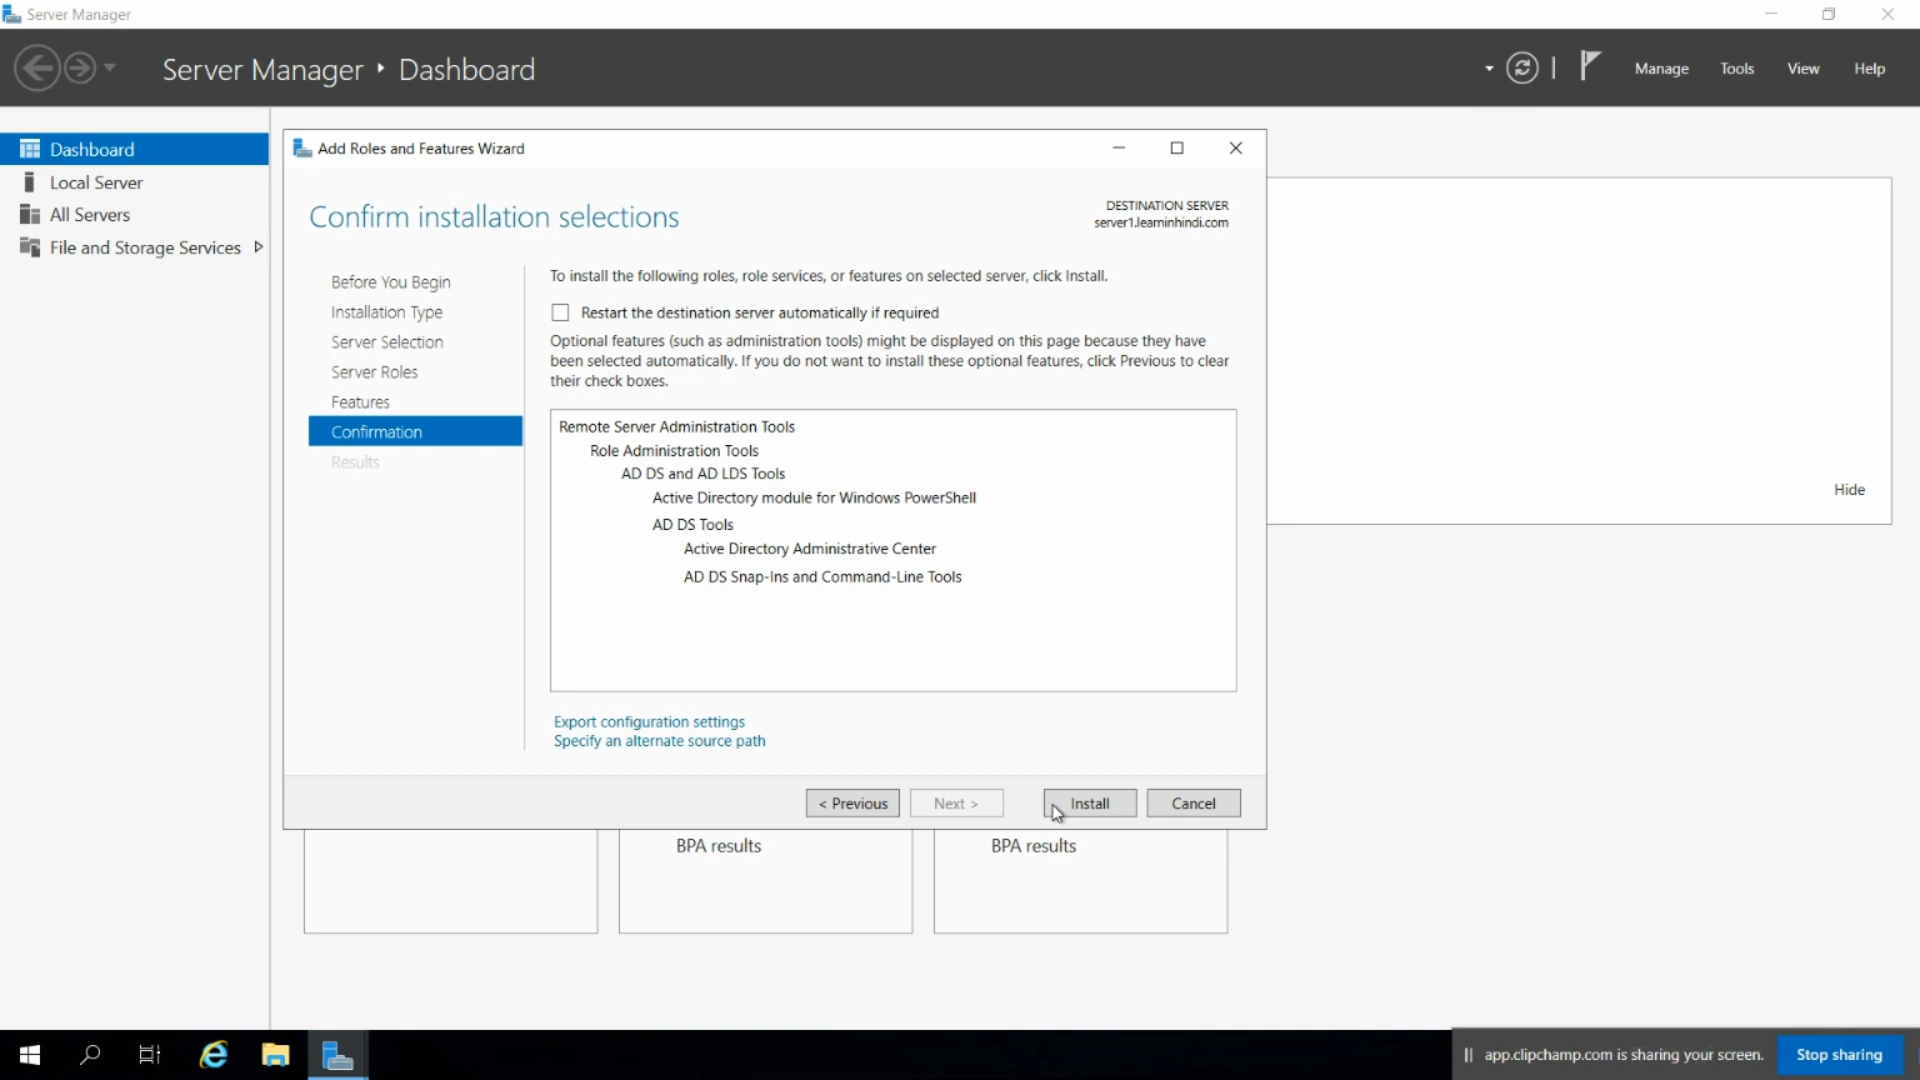 Server Manager
Server Manager
Dashboard
Manage
Tools
View
Help
Dashboard
Local Server
All Servers
File and Storage Services
Add Roles and Features Wizard
Confirm installation selections
DESTINATION SERVER
server1.learninhindi.com
Before You Begin
Installation Type
Server Selection
Server Roles
Features
Confirmation
Results
To install the following roles, role services, or features on selected server, click Install.
Restart the destination server automatically if required
Optional features (such as administration tools) might be displayed on this page because they have
been selected automatically. If you do not want to install these optional features, click Previous to clear
their check boxes.
Remote Server Administration Tools
Role Administration Tools
AD DS and AD LDS Tools
Active Directory module for Windows PowerShell
AD DS Tools
Active Directory Administrative Center
AD DS Snap-Ins and Command-Line Tools
Export configuration settings
Specify an alternate source path
< Previous
Next >
Install
Cancel
Hide
BPA results
BPA results
app.clipchamp.com is sharing your screen.
Stop sharing